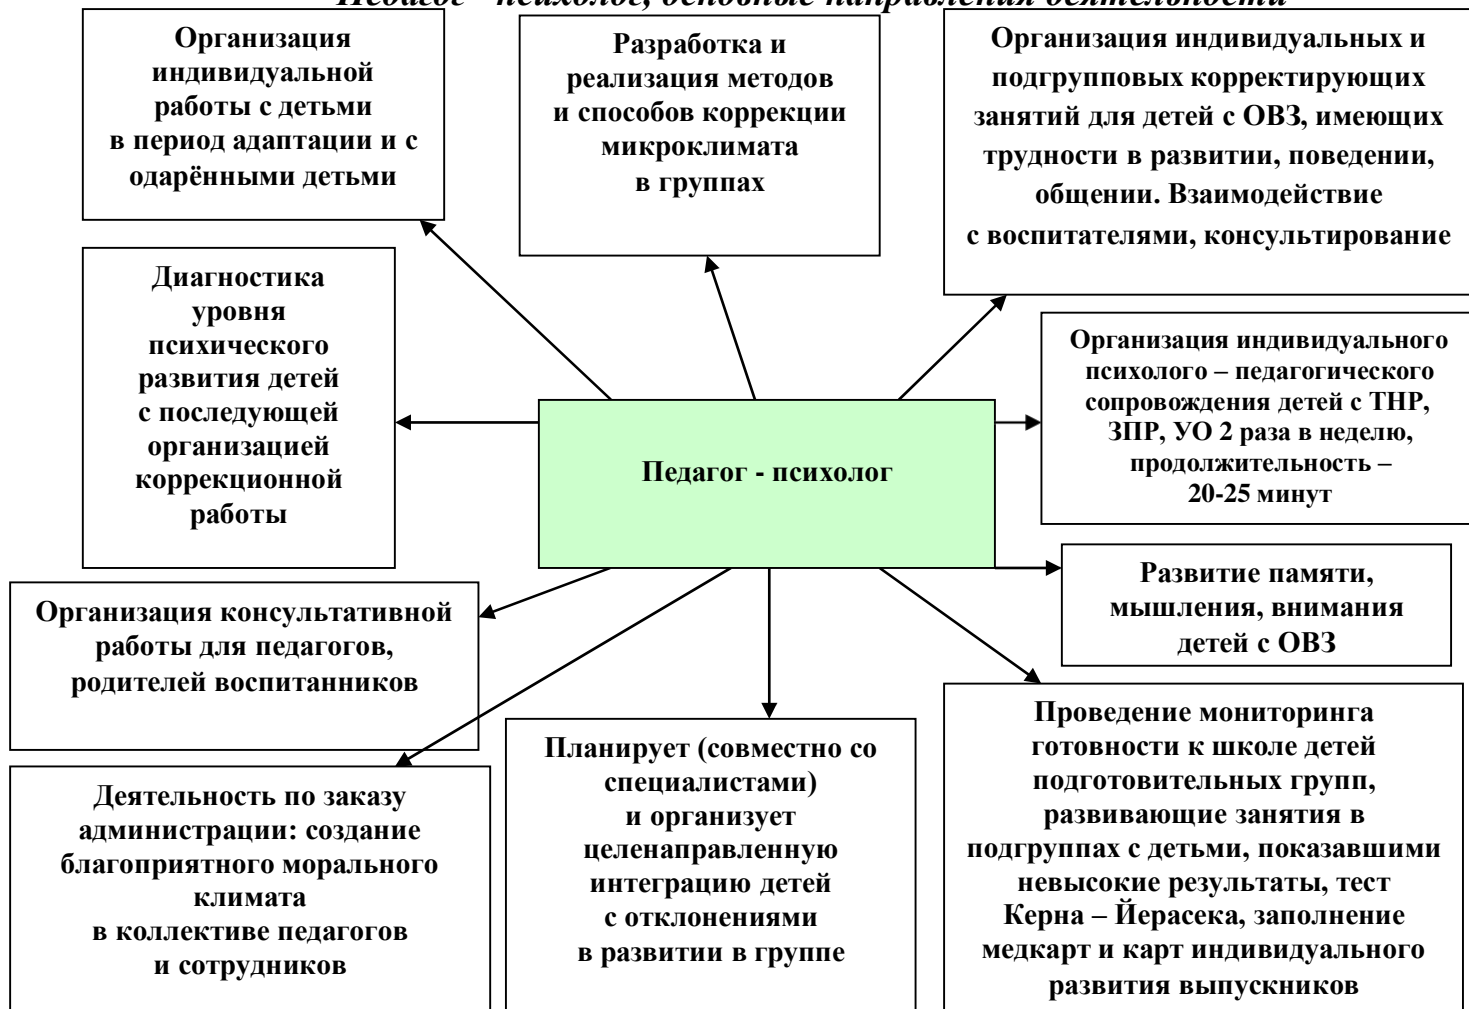 Педагог - психолог, основные направления деятельности
Организация
индивидуальной
работы с детьми
в период адаптации и с
одарёнными детьми
Разработка и
реализация методов
и способов коррекции
микроклимата
в группах
Организация индивидуальных и
подгрупповых корректирующих
занятий для детей с ОВЗ, имеющих
трудности в развитии, поведении,
общении. Взаимодействие
с воспитателями, консультирование
Диагностика
уровня
психического
развития детей
с последующей
организацией
коррекционной
работы
Педагог - психолог
Организация индивидуального
психолого – педагогического
сопровождения детей с ТНР,
ЗПР, УО 2 раза в неделю,
продолжительность –
20-25 минут
Развитие памяти,
мышления, внимания
детей с ОВЗ
Организация консультативной
работы для педагогов,
родителей воспитанников
Деятельность по заказу
администрации: создание
благоприятного морального
климата
в коллективе педагогов
и сотрудников
Планирует (совместно со
специалистами)
и организует
целенаправленную
интеграцию детей
с отклонениями
в развитии в группе
Проведение мониторинга
готовности к школе детей
подготовительных групп,
развивающие занятия в
подгруппах с детьми, показавшими
невысокие результаты, тест
Керна – Йерасека, заполнение
медкарт и карт индивидуального
развития выпускников